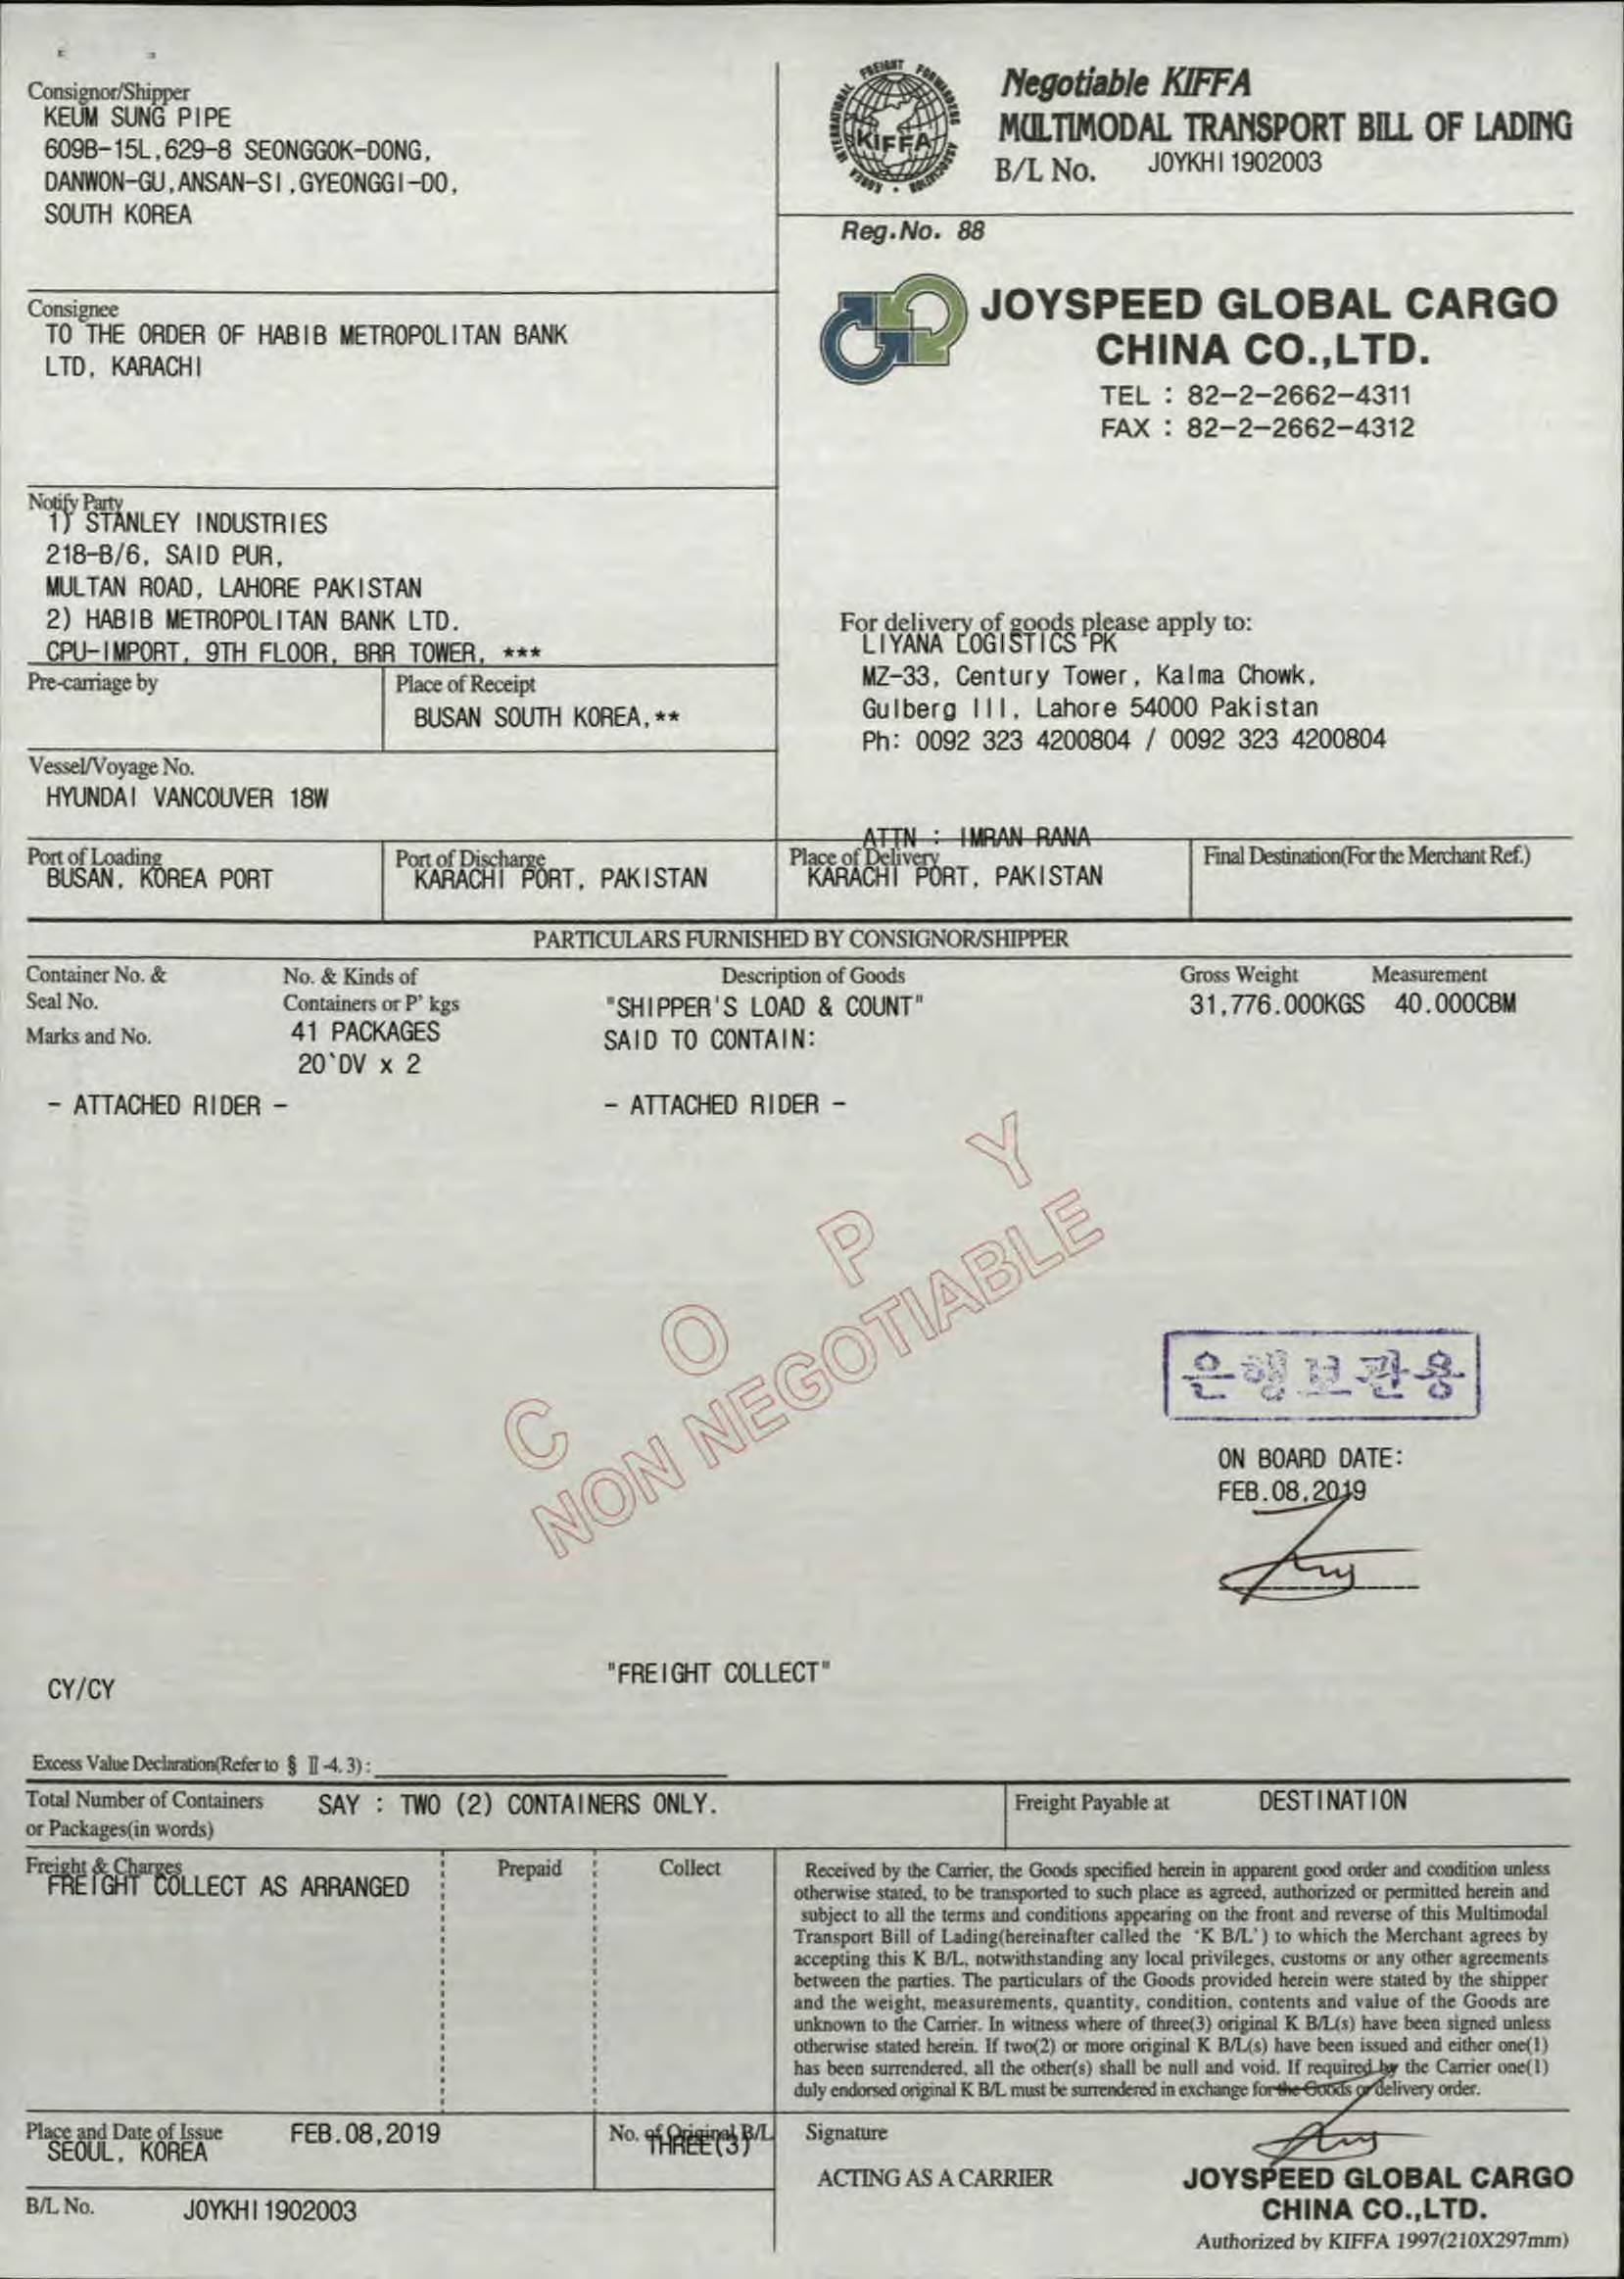 Consignor/Shipper
KEUM SUNG PIPE
609B-15L,629-8 SEONGGOK-DONG,
DANWON-GU,ANSAN-SI,GYEONGGI-DO,
SOUTH KOREA
KOREA INTERNATIONAL FREIGHT FORWARDERS ASSOCIATION
KIFFA
Negotiable KIFFA
MULTIMODAL TRANSPORT BILL OF LADING
B/L No. JOYKHI1902003
Reg.No. 88
JOYSPEED GLOBAL CARGO
CHINA CO.,LTD.
TEL : 82-2-2662-4311
FAX : 82-2-2662-4312
Consignee
TO THE ORDER OF HABIB METROPOLITAN BANK
LTD, KARACHI
Notify Party
1) STANLEY INDUSTRIES
218-B/6, SAID PUR,
MULTAN ROAD, LAHORE PAKISTAN
2) HABIB METROPOLITAN BANK LTD.
CPU-IMPORT, 9TH FLOOR, BRR TOWER, ***
For delivery of goods please apply to:
LIYANA LOGISTICS PK
MZ-33, Century Tower, Kalma Chowk,
Gulberg III, Lahore 54000 Pakistan
Ph: 0092 323 4200804 / 0092 323 4200804
ATTN : IMRAN RANA
Pre-carriage by
Place of Receipt
BUSAN SOUTH KOREA,**
Vessel/Voyage No.
HYUNDAI VANCOUVER 18W
Port of Loading
BUSAN, KOREA PORT
Port of Discharge
KARACHI PORT, PAKISTAN
Place of Delivery
KARACHI PORT, PAKISTAN
Final Destination(For the Merchant Ref.)
PARTICULARS FURNISHED BY CONSIGNOR/SHIPPER
Container No. &
Seal No.
Marks and No.
No. & Kinds of
Containers or P' kgs
41 PACKAGES
20`DV x 2
Description of Goods
"SHIPPER'S LOAD & COUNT"
SAID TO CONTAIN:
Gross Weight
31,776.000KGS
Measurement
40.000CBM
- ATTACHED RIDER -
- ATTACHED RIDER -
COPY
NON NEGOTIABLE
은행보관용
ON BOARD DATE:
FEB.08,2019
"FREIGHT COLLECT"
CY/CY
Excess Value Declaration(Refer to § Ⅱ-4. 3) :
Total Number of Containers
or Packages(in words)
SAY : TWO (2) CONTAINERS ONLY.
Freight Payable at
DESTINATION
Freight & Charges
FREIGHT COLLECT AS ARRANGED
Prepaid
Collect
Received by the Carrier, the Goods specified herein in apparent good order and condition unless
otherwise stated, to be transported to such place as agreed, authorized or permitted herein and
subject to all the terms and conditions appearing on the front and reverse of this Multimodal
Transport Bill of Lading(hereinafter called the 'K B/L') to which the Merchant agrees by
accepting this K B/L, notwithstanding any local privileges, customs or any other agreements
between the parties. The particulars of the Goods provided herein were stated by the shipper
and the weight, measurements, quantity, condition, contents and value of the Goods are
unknown to the Carrier. In witness where of three(3) original K B/L(s) have been signed unless
otherwise stated herein. If two(2) or more original K B/L(s) have been issued and either one(1)
has been surrendered, all the other(s) shall be null and void. If required by the Carrier one(1)
duly endorsed original K B/L must be surrendered in exchange for the Goods or delivery order.
Place and Date of Issue
SEOUL, KOREA
FEB.08,2019
No. of Original B/L
THREE(3)
Signature
ACTING AS A CARRIER
JOYSPEED GLOBAL CARGO
CHINA CO.,LTD.
B/L No. JOYKHI1902003
Authorized by KIFFA 1997(210X297mm)